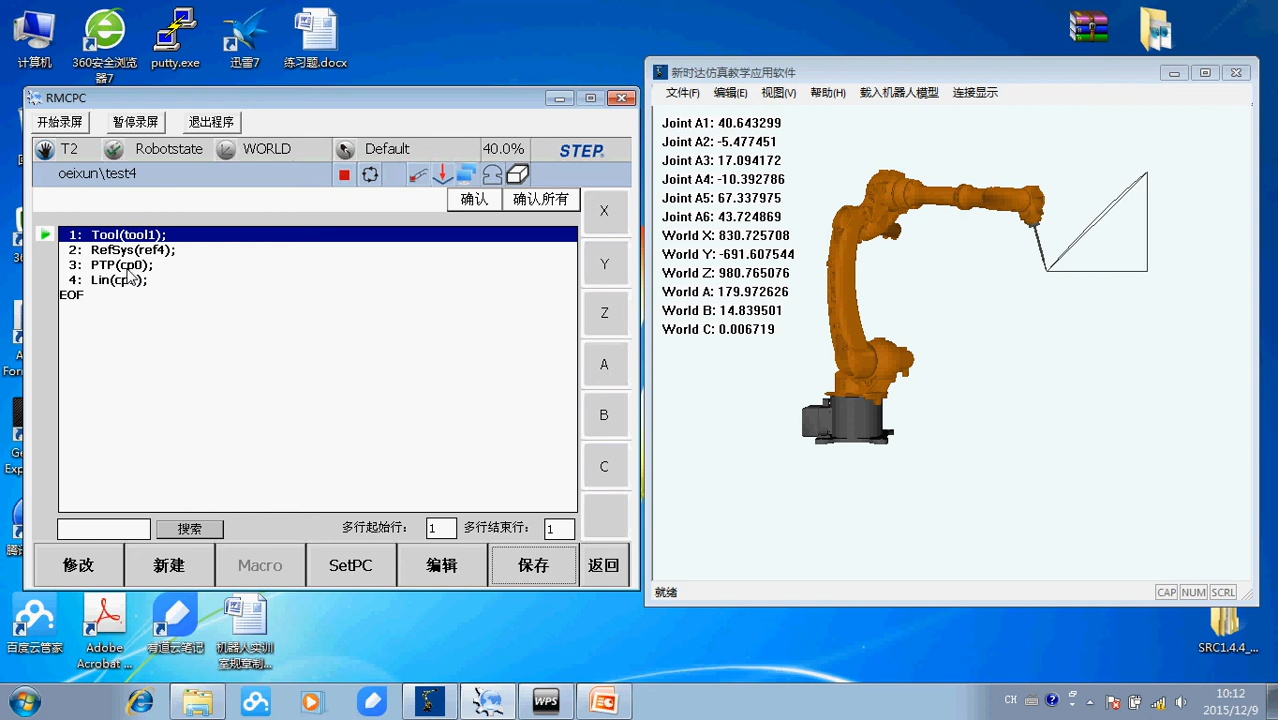 计算机
360安全浏览器7
putty.exe
迅雷7
练习题.docx
RMCPC
开始录屏
暂停录屏
退出程序
T2
Robotstate
WORLD
Default
40.0%
STEP
oeixun\test4
确认
确认所有
1: Tool(tool1);
2: RefSys(ref4);
3: PTP(cp0);
4: Lin(cp
);
EOF
X
Y
Z
A
B
C
搜索
多行起始行:
1
多行结束行:
1
修改
新建
Macro
SetPC
编辑
保存
返回
新时达仿真教学应用软件
文件(F)
编辑(E)
视图(V)
帮助(H)
载入机器人模型
连接显示
Joint A1: 40.643299
Joint A2: -5.477451
Joint A3: 17.094172
Joint A4: -10.392786
Joint A5: 67.337975
Joint A6: 43.724869
World X: 830.725708
World Y: -691.607544
World Z: 980.765076
World A: 179.972626
World B: 14.839501
World C: 0.006719
就绪
CAP
NUM
SCRL
百度云管家
Adobe
Acrobat ...
有道云笔记
机器人实训
室规章制...
SRC1.4.4_...
WPS
CH
10:12
2015/12/9